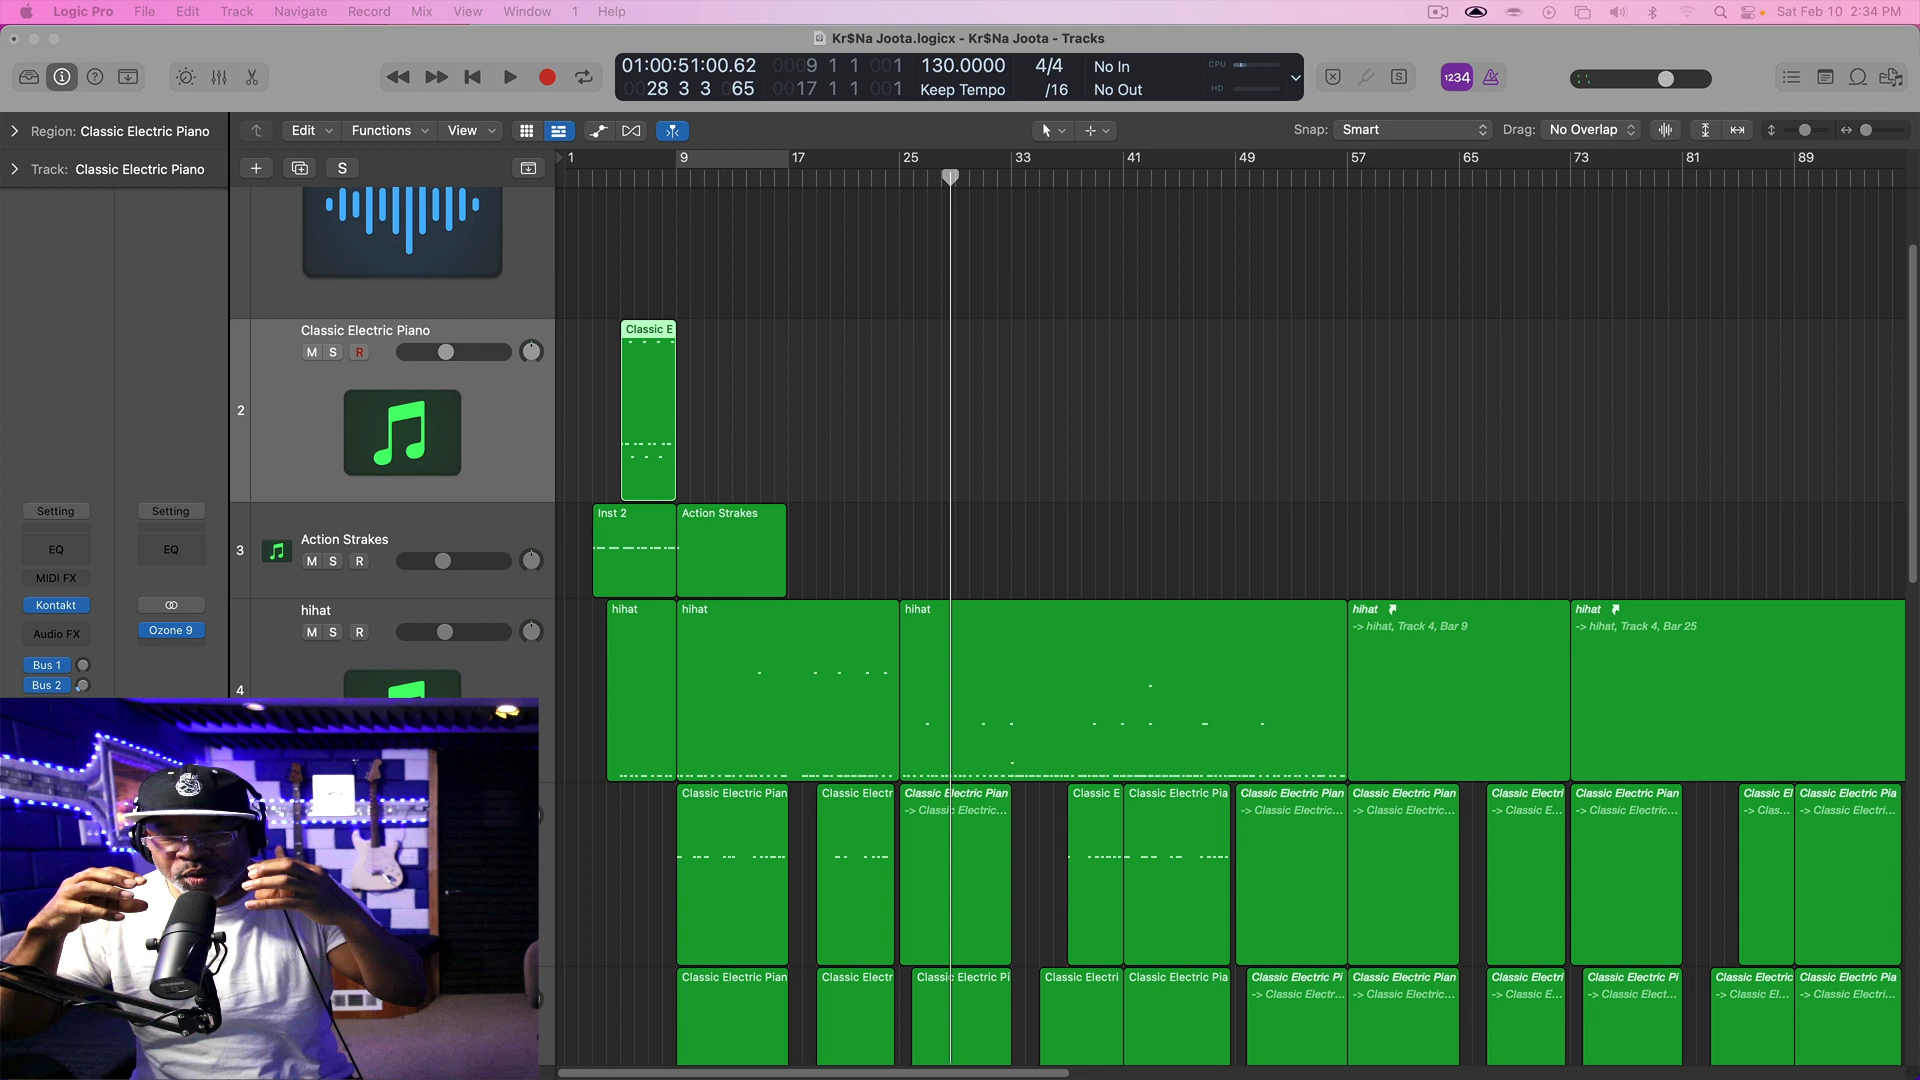 Logic Pro File Edit Track Navigate Record Mix View Window 1 Help Sat Feb 10 2:34 PM
Kr$Na Joota.logicx - Kr$Na Joota - Tracks
01:00:51:00.62 0009 1 1 001 130.0000 4/4 No In CPU
0028 3 3 065 0017 1 1 001 Keep Tempo /16 No Out HD
1234
S
Region: Classic Electric Piano
Edit Functions View
Snap: Smart Drag: No Overlap
Track: Classic Electric Piano
S
1 9 17 25 33 41 49 57 65 73 81 89
Classic Electric Piano
M S R
2
Classic E
Setting Setting
EQ EQ
MIDI FX
Kontakt
Audio FX
Ozone 9
Bus 1
Bus 2
3
Action Strakes
M S R
Inst 2 Action Strakes
hihat
M S R
4
hihat hihat hihat hihat hihat
-> hihat, Track 4, Bar 9 -> hihat, Track 4, Bar 25
Classic Electric Pian Classic Electr Classic Electric Pian Classic E Classic Electric Pia Classic Electric Pian Classic Electric Pian Classic Electri Classic Electric Pian Classic El Classic Electric Pia
-> Classic Electric... -> Classic Electric... -> Classic Electric... -> Classic E... -> Classic Electric... -> Clas... -> Classic Electri...
Classic Electric Pian Classic Electr Classic Electric Pi Classic Electri Classic Electric Pia Classic Electric Pi Classic Electric Pian Classic Electri Classic Electric Pi Classic Electric Classic Electric Pia
-> Classic Electr... -> Classic Electric... -> Classic E... -> Classic Elect... -> Classic El... -> Classic Electri...